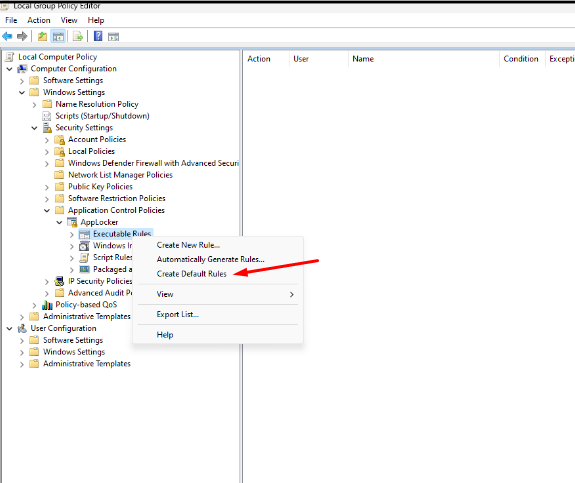 Local Group Policy Editor
File Action View Help
Local Computer Policy
Computer Configuration
Software Settings
Windows Settings
Name Resolution Policy
Scripts (Startup/Shutdown)
Security Settings
Account Policies
Local Policies
Windows Defender Firewall with Advanced Securi
Network List Manager Policies
Public Key Policies
Software Restriction Policies
Application Control Policies
AppLocker
Executable Rules
Windows In
Script Rules
Packaged a
IP Security Policies
Advanced Audit P
Policy-based QoS
Administrative Templates
User Configuration
Software Settings
Windows Settings
Administrative Templates
Action User Name Condition Excepti
Create New Rule...
Automatically Generate Rules...
Create Default Rules
View
Export List...
Help